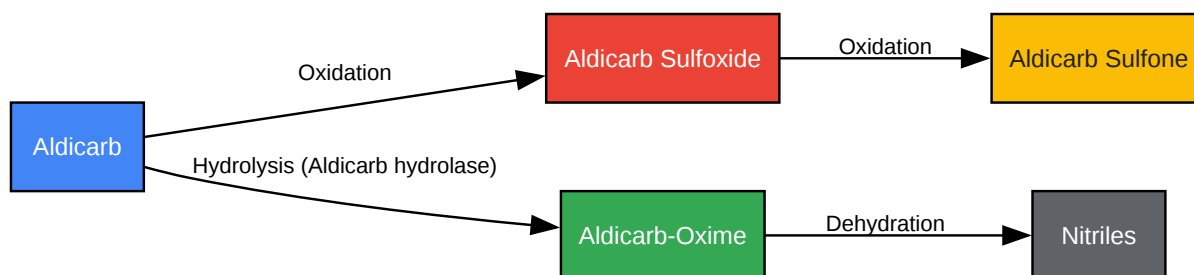 Oxidation
Aldicarb Sulfoxide
Oxidation
Aldicarb Sulfone
Aldicarb
Hydrolysis (Aldicarb hydrolase)
Aldicarb-Oxime
Dehydration
Nitriles